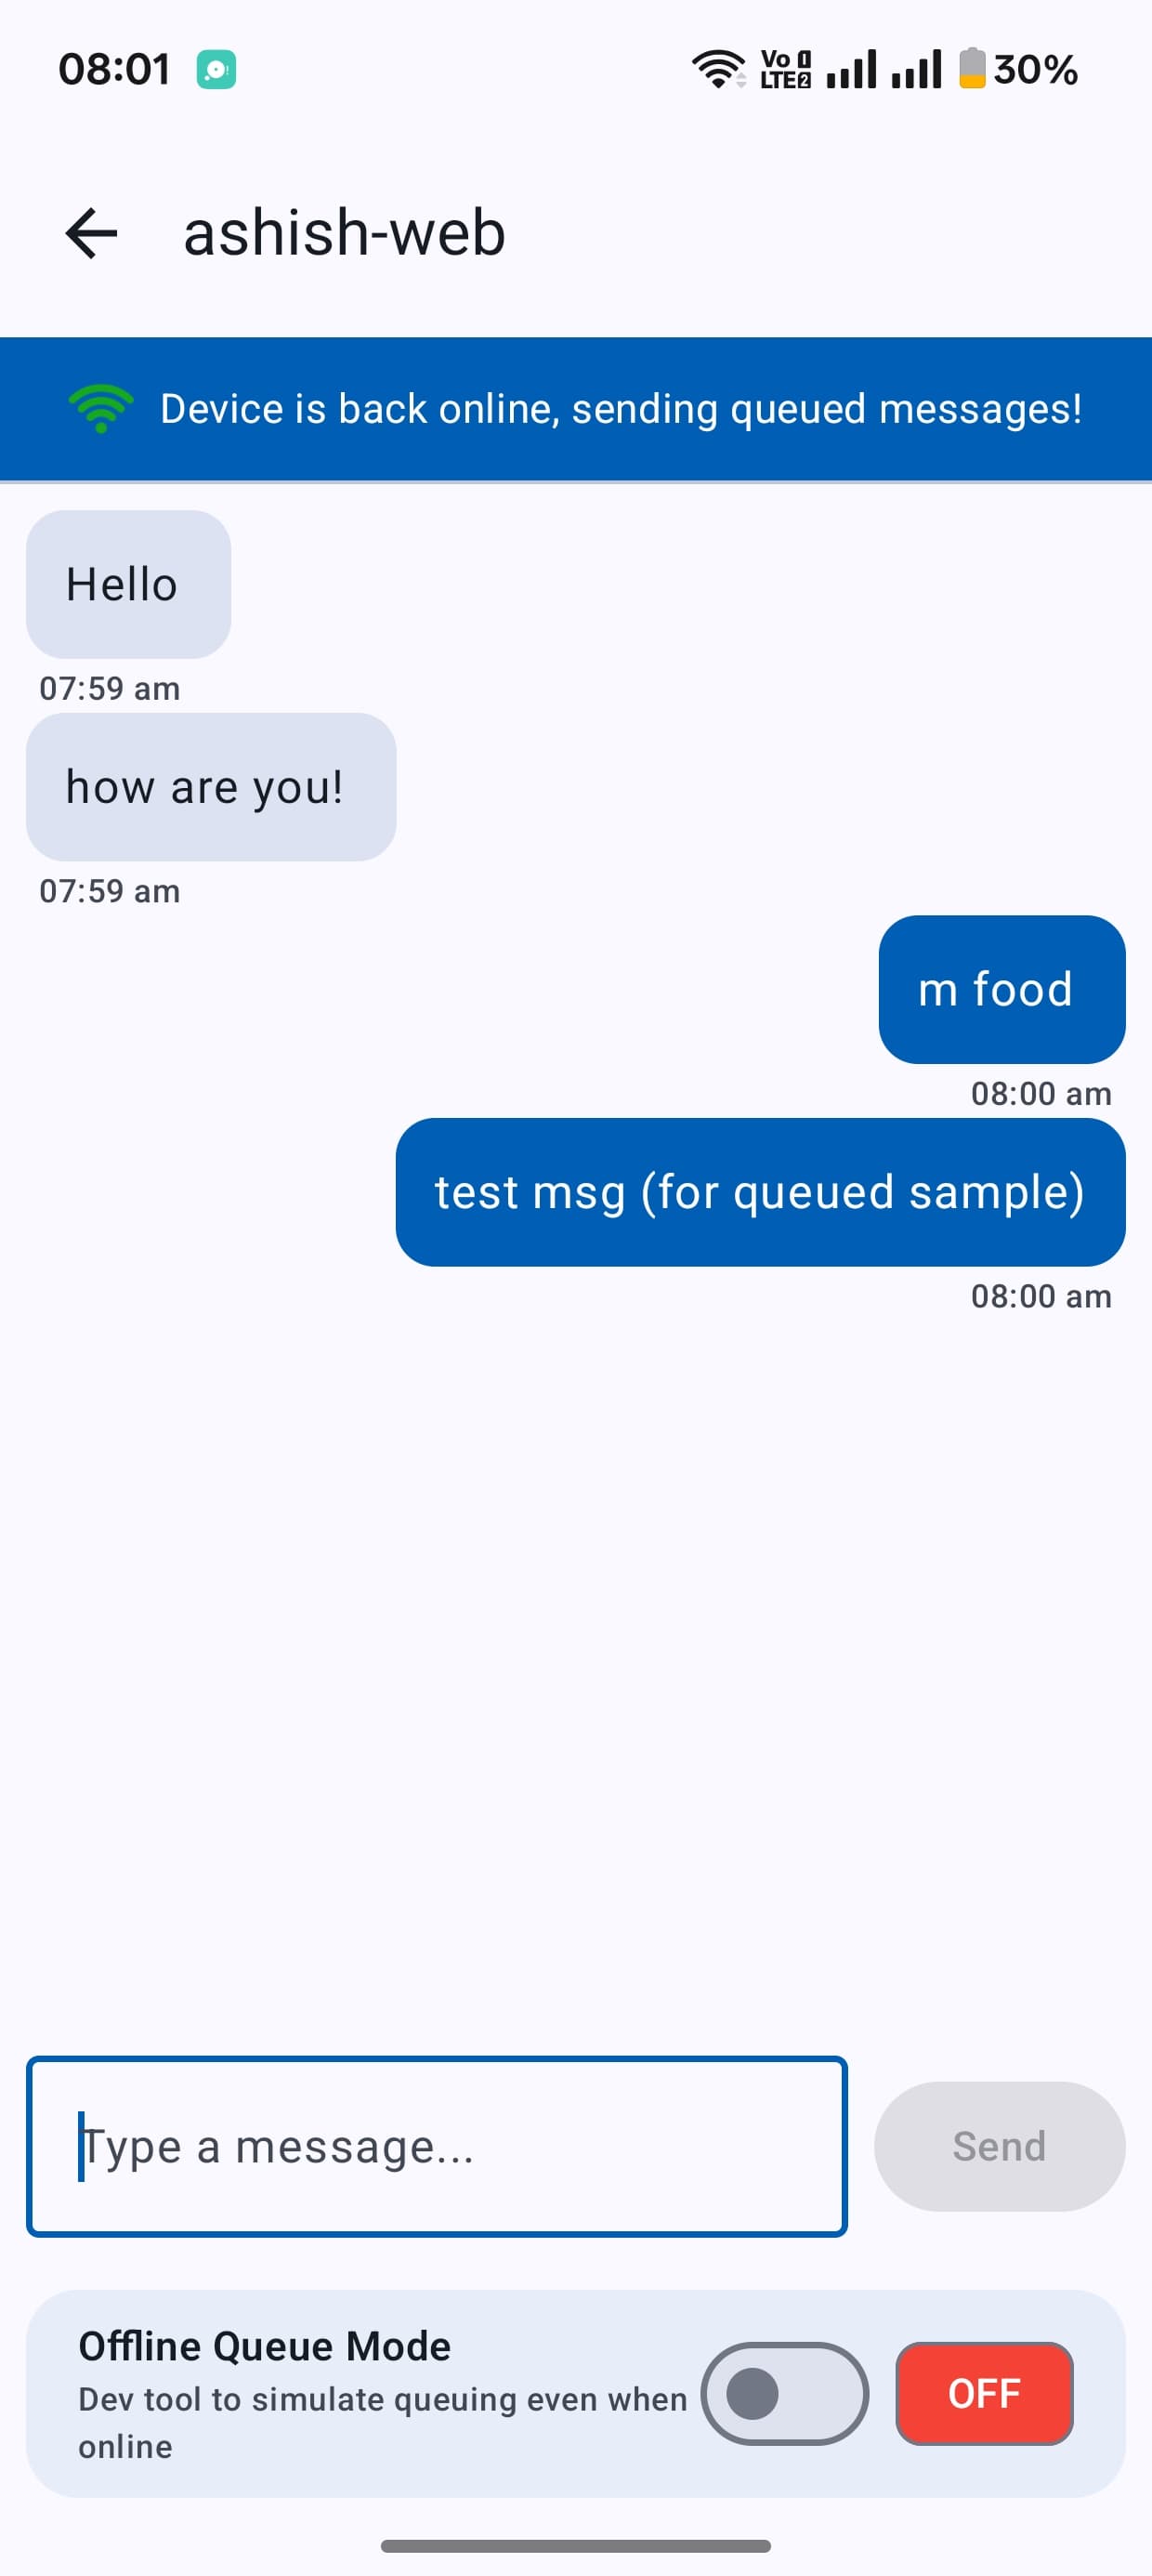 08:01
Vo 1
LTE2
30%
ashish-web
Device is back online, sending queued messages!
Hello
07:59 am
how are you!
07:59 am
m food
08:00 am
test msg (for queued sample)
08:00 am
Type a message...
Send
Offline Queue Mode
Dev tool to simulate queuing even when
online
OFF